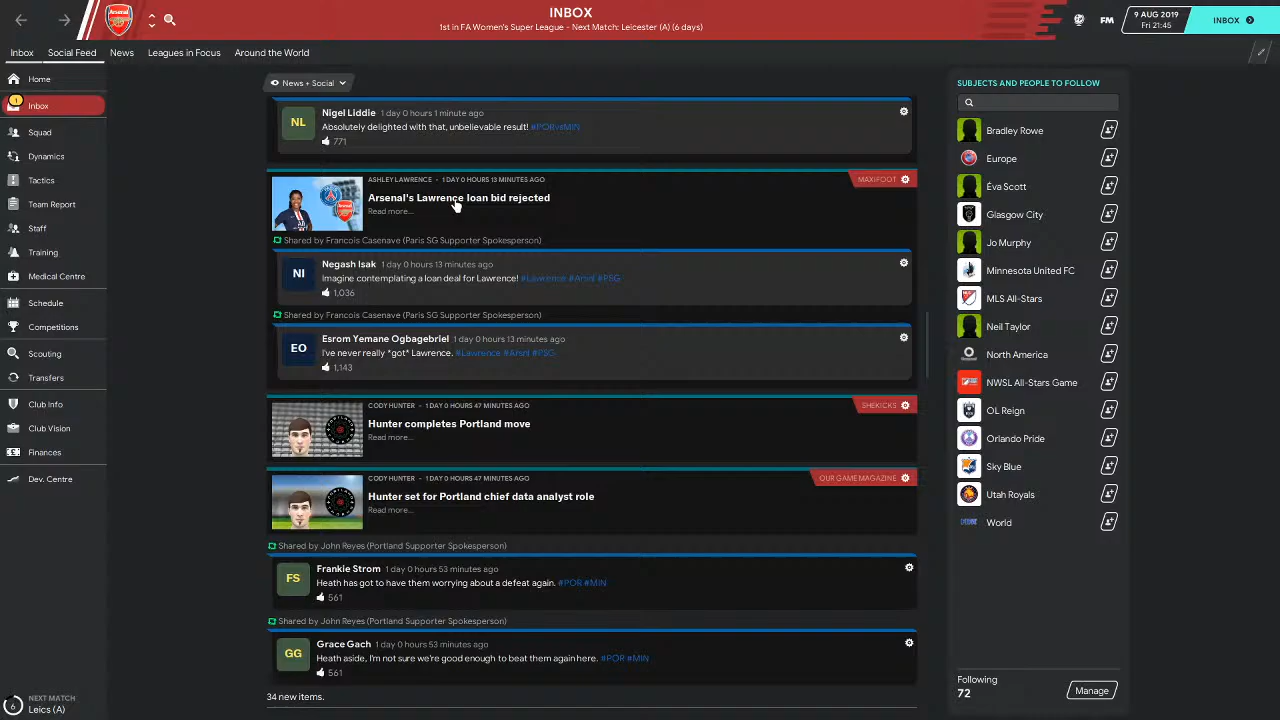 INBOX
1st in FA Women's Super League - Next Match: Leicester (A) (6 days)
FM
9 AUG 2019
Fri 21:45
INBOX
Inbox
Social Feed
News
Leagues in Focus
Around the World
Home
1
Inbox
Squad
Dynamics
Tactics
Team Report
Staff
Training
Medical Centre
Schedule
Competitions
Scouting
Transfers
Club Info
Club Vision
Finances
Dev. Centre
6
NEXT MATCH
Leics (A)
News + Social
NL
Nigel Liddie 1 day 0 hours 1 minute ago
Absolutely delighted with that, unbelievable result! #PORvsMIN
771
ASHLEY LAWRENCE - 1 DAY 0 HOURS 13 MINUTES AGO
MAXIFOOT
Arsenal's Lawrence loan bid rejected
Read more...
Shared by Francois Casenave (Paris SG Supporter Spokesperson)
NI
Negash Isak 1 day 0 hours 13 minutes ago
Imagine contemplating a loan deal for Lawrence! #Lawrence #Arsnl #PSG
1,036
Shared by Francois Casenave (Paris SG Supporter Spokesperson)
EO
Esrom Yemane Ogbagebriel 1 day 0 hours 13 minutes ago
I've never really *got* Lawrence. #Lawrence #Arsnl #PSG
1,143
CODY HUNTER - 1 DAY 0 HOURS 47 MINUTES AGO
SHEKICKS
Hunter completes Portland move
Read more...
CODY HUNTER - 1 DAY 0 HOURS 47 MINUTES AGO
OUR GAME MAGAZINE
Hunter set for Portland chief data analyst role
Read more...
Shared by John Reyes (Portland Supporter Spokesperson)
FS
Frankie Strom 1 day 0 hours 53 minutes ago
Heath has got to have them worrying about a defeat again. #POR #MIN
561
Shared by John Reyes (Portland Supporter Spokesperson)
GG
Grace Gach 1 day 0 hours 53 minutes ago
Heath aside, I'm not sure we're good enough to beat them again here. #POR #MIN
561
34 new items.
SUBJECTS AND PEOPLE TO FOLLOW
Bradley Rowe
Europe
Éva Scott
Glasgow City
Jo Murphy
Minnesota United FC
MLS All-Stars
Neil Taylor
North America
NWSL All-Stars Game
OL Reign
Orlando Pride
Sky Blue
Utah Royals
World
Following
72
Manage